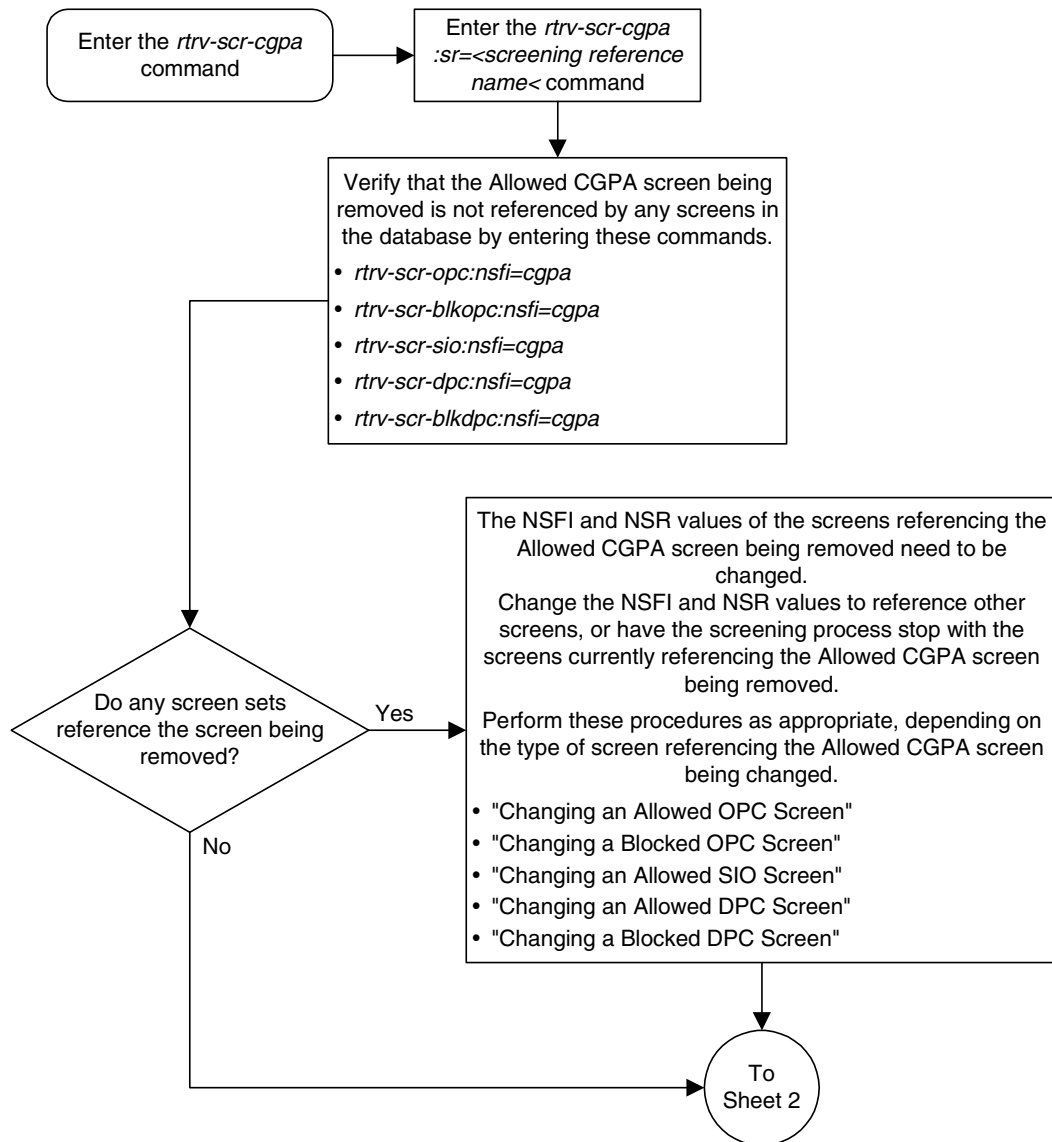 Enter the rtrv-scr-cgpa
command
Enter the rtrv-scr-cgpa
:sr=<screening reference
name< command
Verify that the Allowed CGPA screen being
removed is not referenced by any screens in
the database by entering these commands.
• rtrv-scr-opc:nsfi=cgpa
• rtrv-scr-blkopc:nsfi=cgpa
• rtrv-scr-sio:nsfi=cgpa
• rtrv-scr-dpc:nsfi=cgpa
• rtrv-scr-blkdpc:nsfi=cgpa
Do any screen sets
reference the screen being
removed?
Yes
No
The NSFI and NSR values of the screens referencing the
Allowed CGPA screen being removed need to be
changed.
Change the NSFI and NSR values to reference other
screens, or have the screening process stop with the
screens currently referencing the Allowed CGPA screen
being removed.
Perform these procedures as appropriate, depending on
the type of screen referencing the Allowed CGPA screen
being changed.
• "Changing an Allowed OPC Screen"
• "Changing a Blocked OPC Screen"
• "Changing an Allowed SIO Screen"
• "Changing an Allowed DPC Screen"
• "Changing a Blocked DPC Screen"
To
Sheet 2